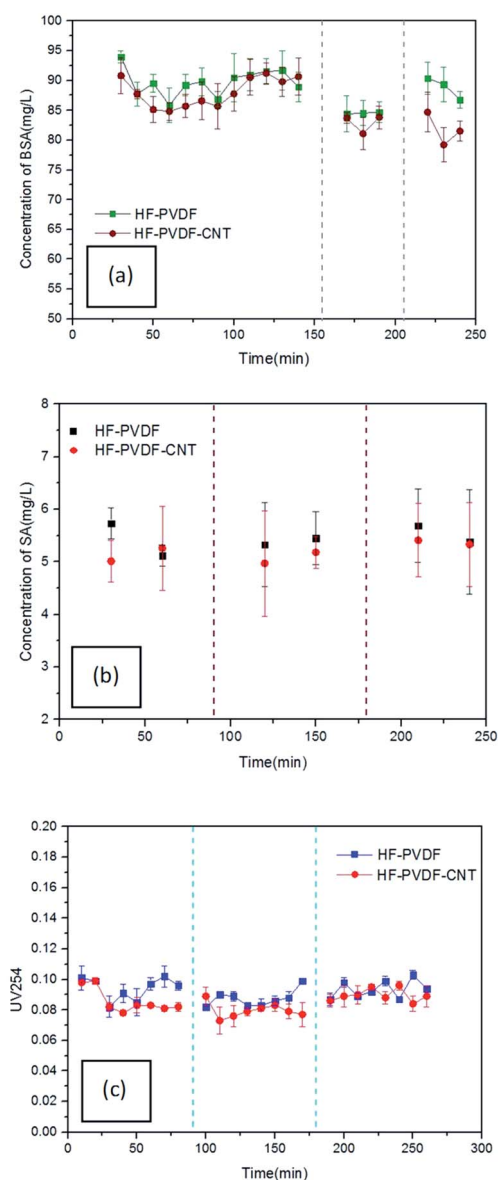 100
95
90
85
80
75
70
65
60
55
50
Concentration of BSA(mg/L)
HF-PVDF
HF-PVDF-CNT
(a)
0 50 100 150 200 250
Time(min)
8
7
6
5
4
3
2
Concentration of SA(mg/L)
HF-PVDF
HF-PVDF-CNT
(b)
0 50 100 150 200 250
Time(min)
0.20
0.18
0.16
0.14
0.12
0.10
0.08
0.06
0.04
0.02
0.00
UV254
HF-PVDF
HF-PVDF-CNT
(c)
0 50 100 150 200 250 300
Time(min)